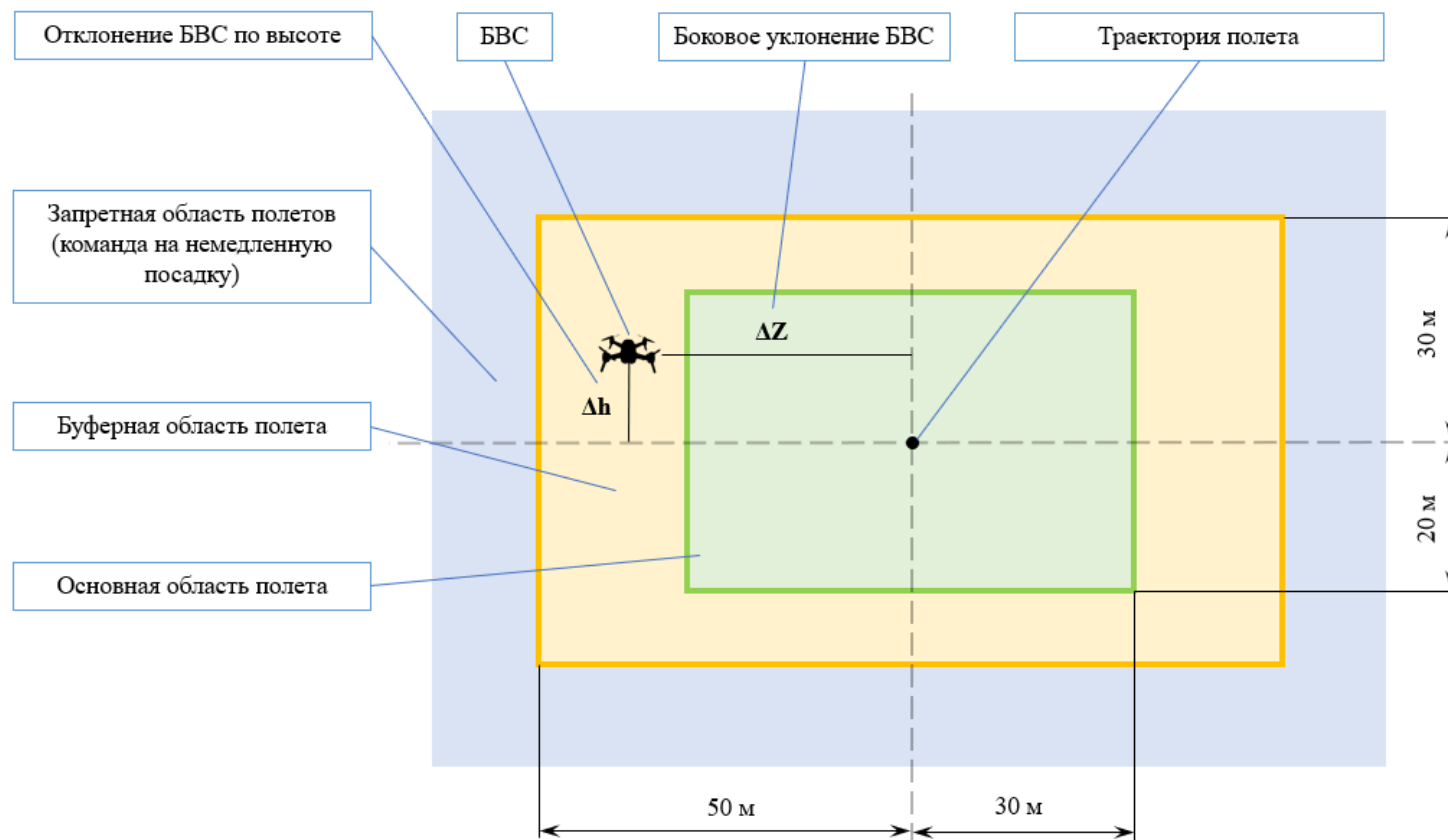 Отклонение БВС по высоте
БВС
Боковое уклонение БВС
Траектория полета
Запретная область полетов
(команда на немедленную
посадку)
ΔZ
Δh
30 м
Буферная область полета
20 м
Основная область полета
50 м
30 м